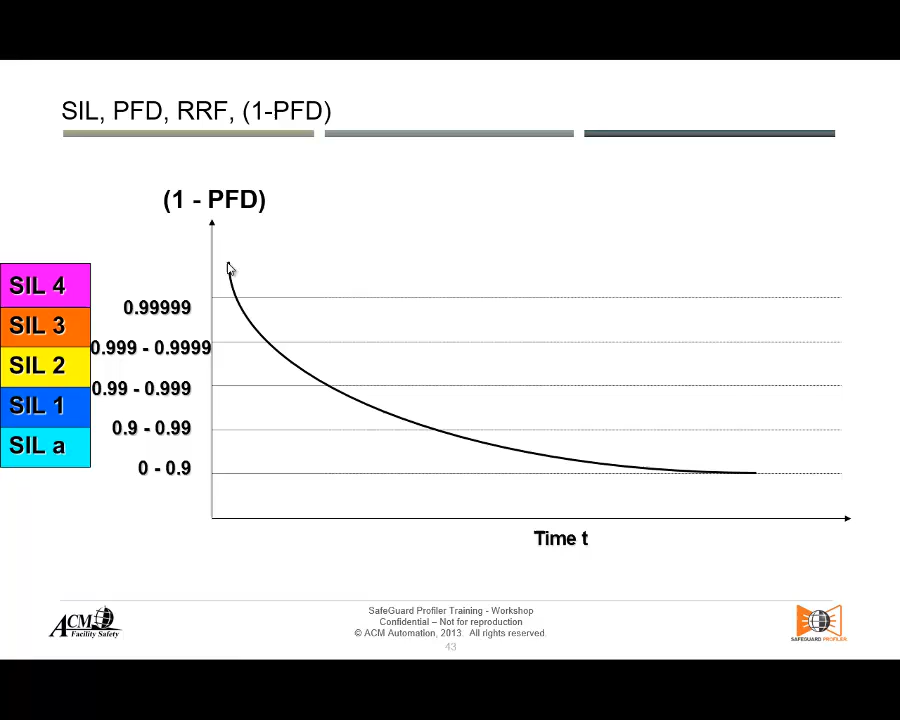 SIL, PFD, RRF, (1-PFD)
(1 - PFD)
SIL 4
0.99999
SIL 3
0.999 - 0.9999
SIL 2
0.99 - 0.999
SIL 1
0.9 - 0.99
SIL a
0 - 0.9
Time t
ACM
Facility Safety
SafeGuard Profiler Training - Workshop
Confidential – Not for reproduction
© ACM Automation, 2013. All rights reserved.
43
SAFEGUARD PROFILER